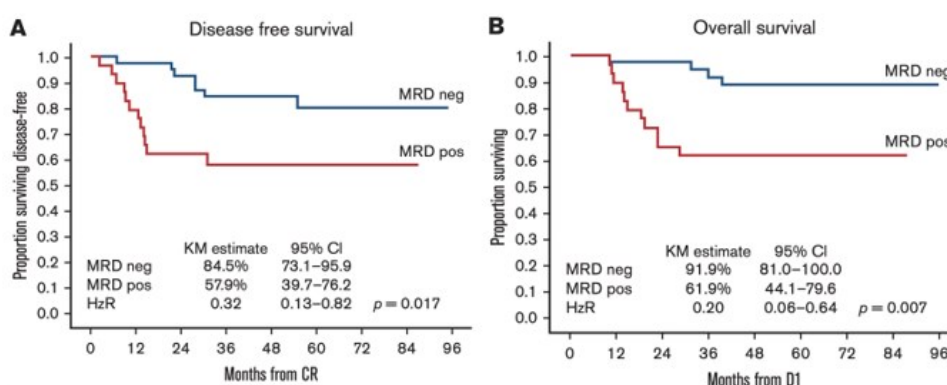 A
Disease free survival
Proportion surviving disease-free
1.0
0.9
0.8
0.7
0.6
0.5
0.4
0.3
0.2
0.1
0.0
MRD neg
MRD pos
KM estimate 95% CI
MRD neg 84.5% 73.1–95.9
MRD pos 57.9% 39.7–76.2
HzR 0.32 0.13–0.82 p = 0.017
0 12 24 36 48 60 72 84 96
Months from CR
B
Overall survival
Proportion surviving
1.0
0.9
0.8
0.7
0.6
0.5
0.4
0.3
0.2
0.1
0.0
MRD neg
MRD pos
KM estimate 95% CI
MRD neg 91.9% 81.0–100.0
MRD pos 61.9% 44.1–79.6
HzR 0.20 0.06–0.64 p = 0.007
0 12 24 36 48 60 72 84 96
Months from D1